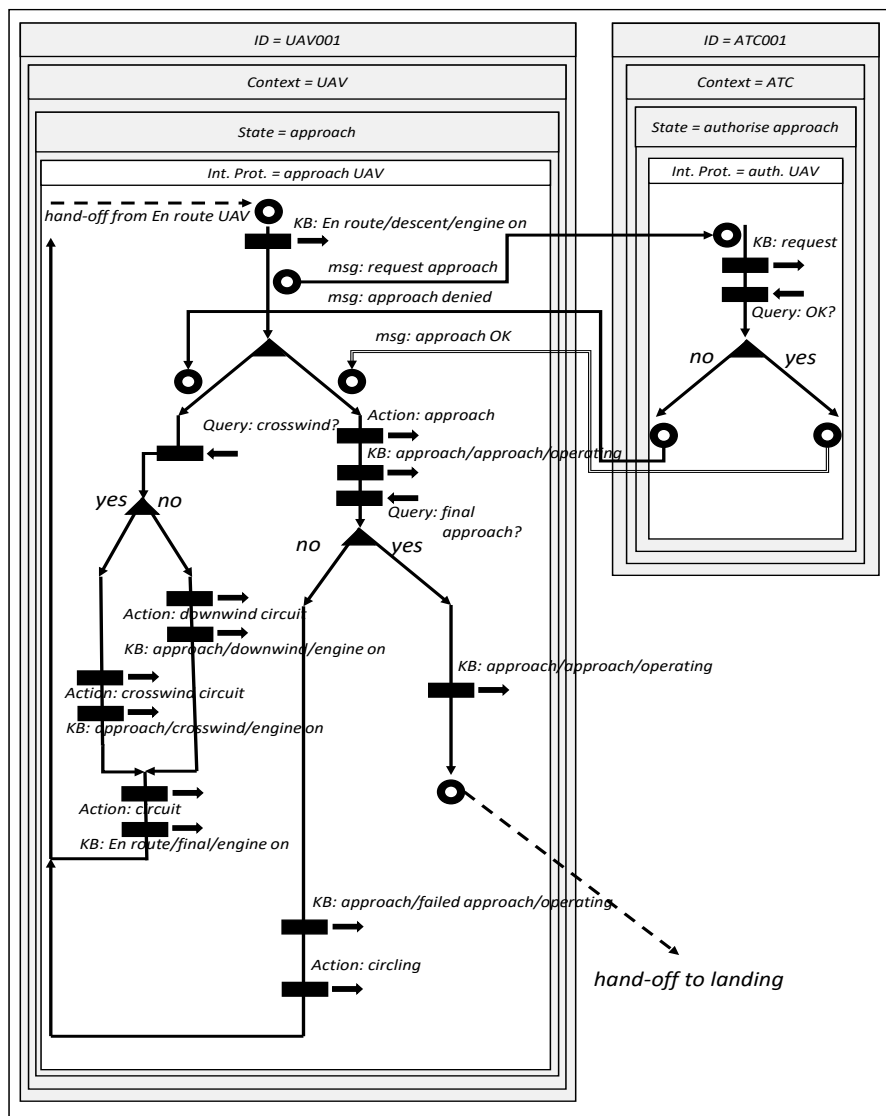 ID = UAV001
ID = ATC001
Context = UAV
Context = ATC
State = approach
State = authorise approach
Int. Prot. = approach UAV
Int. Prot. = auth. UAV
hand-off from En route UAV
KB: En route/descent/engine on
KB: request
msg: request approach
msg: approach denied
Query: OK?
msg: approach OK
no
yes
Action: approach
Query: crosswind?
KB: approach/approach/operating
yes
no
Query: final
approach?
no
yes
Action: downwind circuit
KB: approach/downwind/engine on
KB: approach/approach/operating
Action: crosswind circuit
KB: approach/crosswind/engine on
Action: circuit
KB: En route/final/engine on
KB: approach/failed approach/operating
Action: circling
hand-off to landing